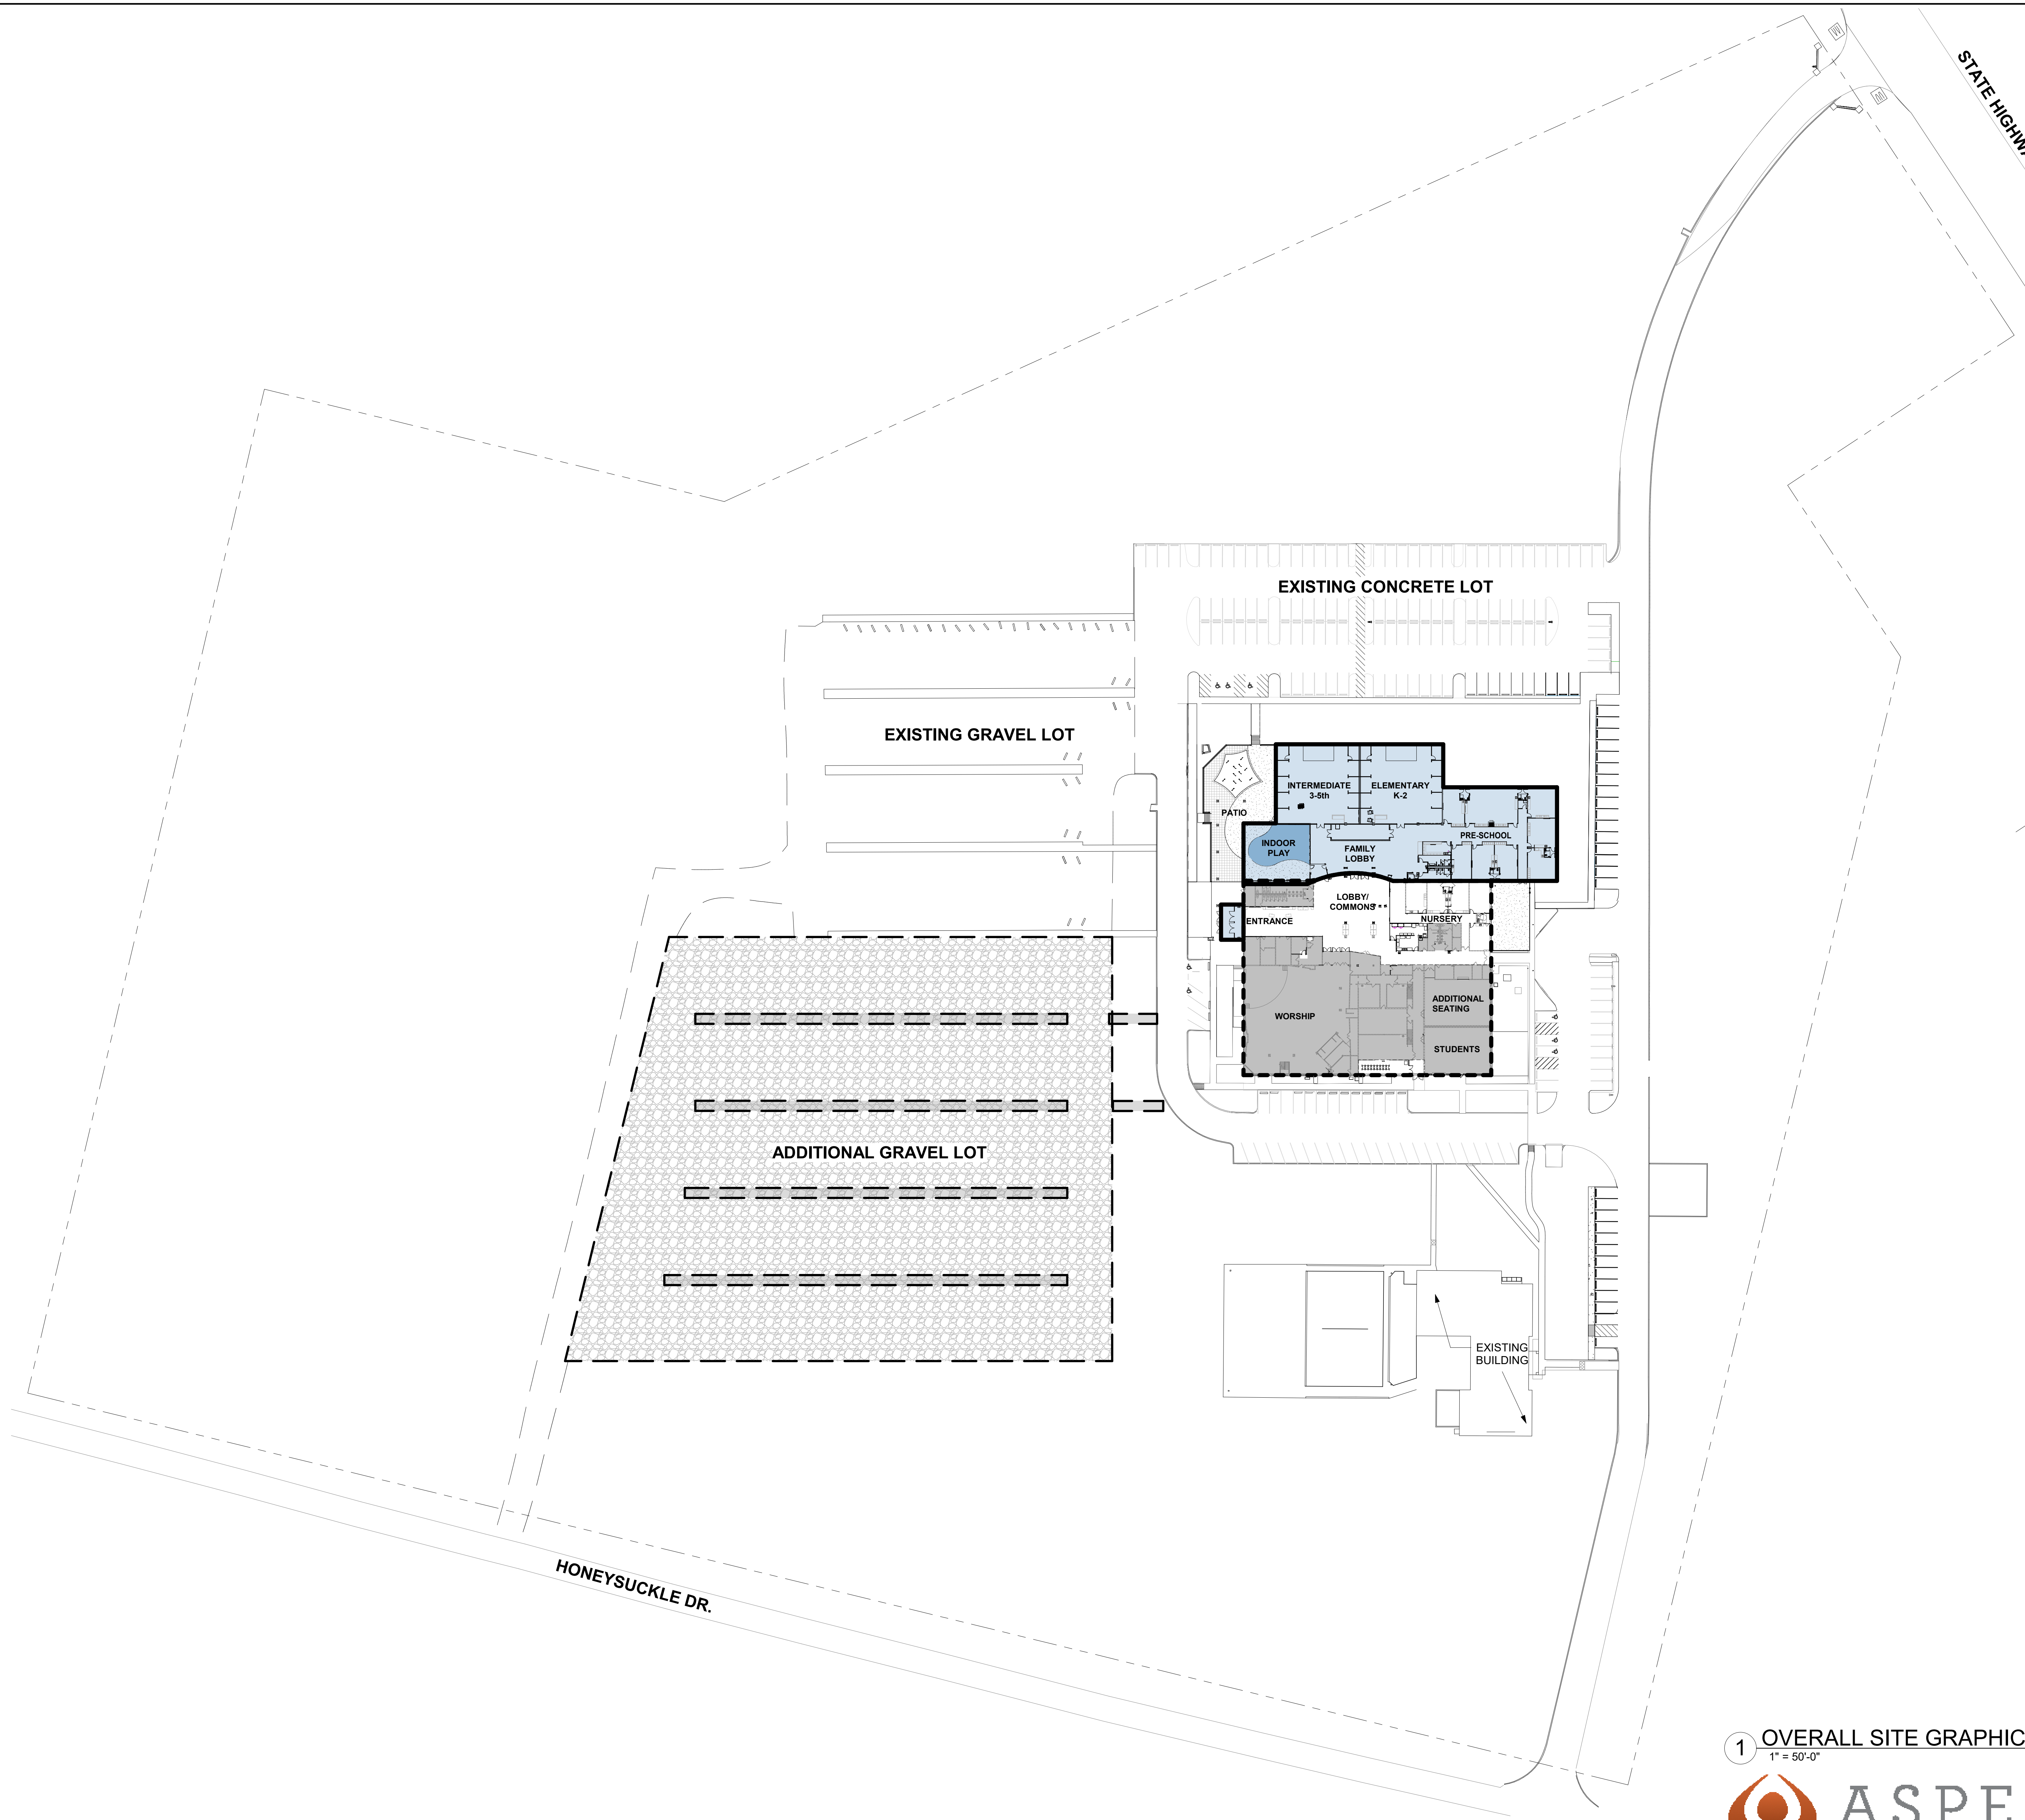 STATE HIGHWA
EXISTING CONCRETE LOT
EXISTING GRAVEL LOT
INTERMEDIATE
3-5th
ELEMENTARY
K-2
PATIO
PRE-SCHOOL
INDOOR
PLAY
FAMILY
LOBBY
LOBBY/
COMMONS
ENTRANCE
NURSERY
ADDITIONAL
SEATING
WORSHIP
STUDENTS
ADDITIONAL GRAVEL LOT
EXISTING
BUILDING
HONEYSUCKLE DR.
1 OVERALL SITE GRAPHIC
1" = 50'-0"
ASPE